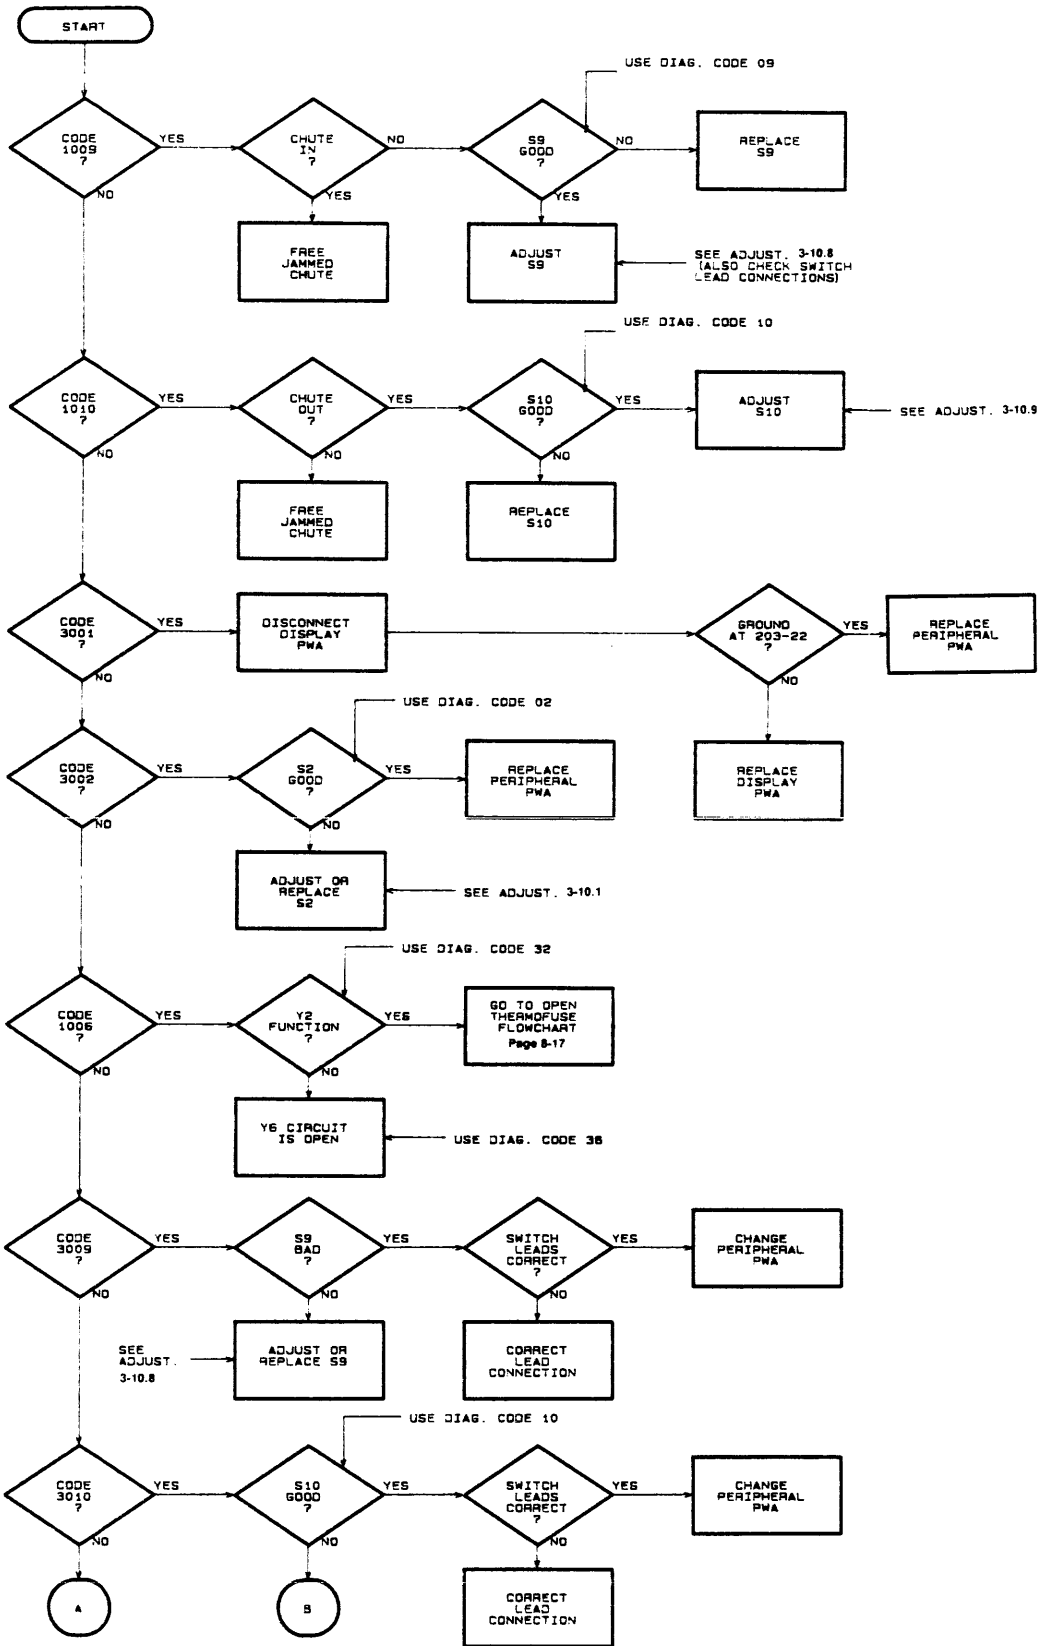 START
USE DIAG. CODE 09
CODE
1009
?
YES
NO
CHUTE
IN
?
NO
YES
S9
GOOD
?
NO
YES
REPLACE
S9
FREE
JAMMED
CHUTE
ADJUST
S9
SEE ADJUST. 3-10.8
(ALSO CHECK SWITCH
LEAD CONNECTIONS)
USE DIAG. CODE 10
CODE
1010
?
YES
NO
CHUTE
OUT
?
YES
NO
S10
GOOD
?
YES
NO
ADJUST
S10
SEE ADJUST. 3-10.9
FREE
JAMMED
CHUTE
REPLACE
S10
CODE
3001
?
YES
NO
DISCONNECT
DISPLAY
PWA
GROUND
AT 203-22
?
YES
NO
REPLACE
PERIPHERAL
PWA
USE DIAG. CODE 02
CODE
3002
?
YES
NO
S2
GOOD
?
YES
NO
REPLACE
PERIPHERAL
PWA
REPLACE
DISPLAY
PWA
ADJUST OR
REPLACE
S2
SEE ADJUST. 3-10.1
USE DIAG. CODE 32
CODE
1006
?
YES
NO
Y2
FUNCTION
?
YES
NO
GO TO OPEN
THERMOFUSE
FLOWCHART
Page 8-17
Y6 CIRCUIT
IS OPEN
USE DIAG. CODE 36
CODE
3009
?
YES
NO
S9
BAD
?
YES
NO
SWITCH
LEADS
CORRECT
?
YES
NO
CHANGE
PERIPHERAL
PWA
SEE
ADJUST.
3-10.8
ADJUST OR
REPLACE S9
CORRECT
LEAD
CONNECTION
USE DIAG. CODE 10
CODE
3010
?
YES
NO
S10
GOOD
?
YES
NO
SWITCH
LEADS
CORRECT
?
YES
NO
CHANGE
PERIPHERAL
PWA
A
B
CORRECT
LEAD
CONNECTION